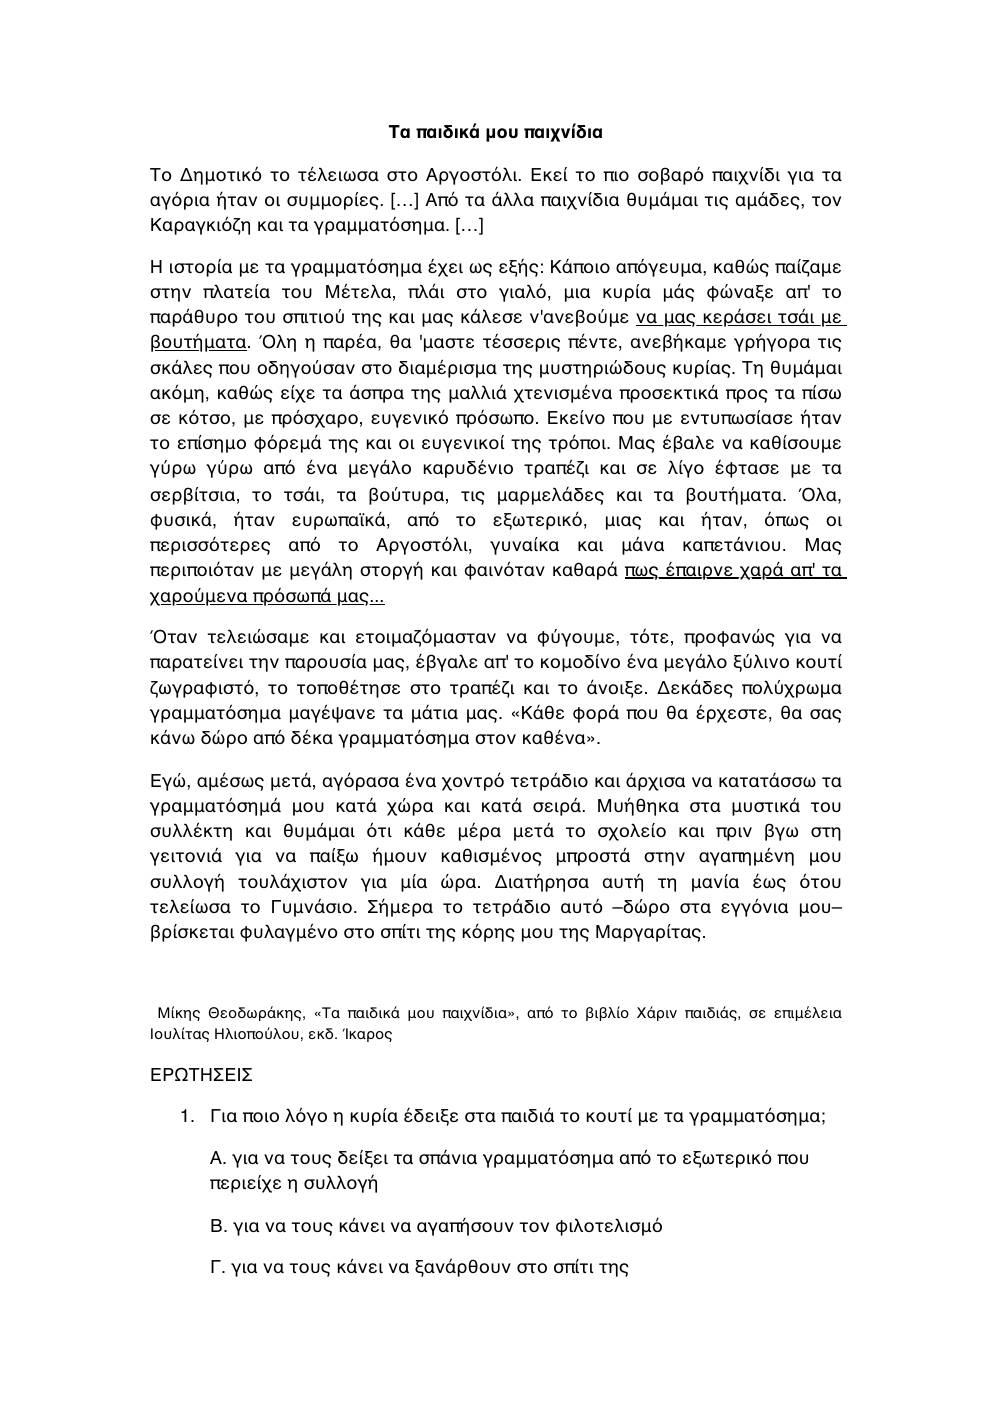 Τα παιδικά μου παιχνίδια
Το Δημοτικό το τέλειωσα στο Αργοστόλι. Εκεί το πιο σοβαρό παιχνίδι για τα
αγόρια ήταν οι συμμορίες. […] Από τα άλλα παιχνίδια θυμάμαι τις αμάδες, τον
Καραγκιόζη και τα γραμματόσημα. […]
Η ιστορία με τα γραμματόσημα έχει ως εξής: Κάποιο απόγευμα, καθώς παίζαμε
στην πλατεία του Μέτελα, πλάι στο γιαλό, μια κυρία μάς φώναξε απ' το
παράθυρο του σπιτιού της και μας κάλεσε ν'ανεβούμε να μας κεράσει τσάι με
βουτήματα. Όλη η παρέα, θα 'μαστε τέσσερις πέντε, ανεβήκαμε γρήγορα τις
σκάλες που οδηγούσαν στο διαμέρισμα της μυστηριώδους κυρίας. Τη θυμάμαι
ακόμη, καθώς είχε τα άσπρα της μαλλιά χτενισμένα προσεκτικά προς τα πίσω
σε κότσο, με πρόσχαρο, ευγενικό πρόσωπο. Εκείνο που με εντυπωσίασε ήταν
το επίσημο φόρεμά της και οι ευγενικοί της τρόποι. Μας έβαλε να καθίσουμε
γύρω γύρω από ένα μεγάλο καρυδένιο τραπέζι και σε λίγο έφτασε με τα
σερβίτσια, το τσάι, τα βούτυρα, τις μαρμελάδες και τα βουτήματα. Όλα,
φυσικά, ήταν ευρωπαϊκά, από το εξωτερικό, μιας και ήταν, όπως οι
περισσότερες από το Αργοστόλι, γυναίκα και μάνα καπετάνιου. Μας
περιποιόταν με μεγάλη στοργή και φαινόταν καθαρά πως έπαιρνε χαρά απ' τα
χαρούμενα πρόσωπά μας...
Όταν τελειώσαμε και ετοιμαζόμασταν να φύγουμε, τότε, προφανώς για να
παρατείνει την παρουσία μας, έβγαλε απ' το κομοδίνο ένα μεγάλο ξύλινο κουτί
ζωγραφιστό, το τοποθέτησε στο τραπέζι και το άνοιξε. Δεκάδες πολύχρωμα
γραμματόσημα μαγέψανε τα μάτια μας. «Κάθε φορά που θα έρχεστε, θα σας
κάνω δώρο από δέκα γραμματόσημα στον καθένα».
Εγώ, αμέσως μετά, αγόρασα ένα χοντρό τετράδιο και άρχισα να κατατάσσω τα
γραμματόσημά μου κατά χώρα και κατά σειρά. Μυήθηκα στα μυστικά του
συλλέκτη και θυμάμαι ότι κάθε μέρα μετά το σχολείο και πριν βγω στη
γειτονιά για να παίξω ήμουν καθισμένος μπροστά στην αγαπημένη μου
συλλογή τουλάχιστον για μία ώρα. Διατήρησα αυτή τη μανία έως ότου
τελείωσα το Γυμνάσιο. Σήμερα το τετράδιο αυτό –δώρο στα εγγόνια μου–
βρίσκεται φυλαγμένο στο σπίτι της κόρης μου της Μαργαρίτας.
Μίκης Θεοδωράκης, «Τα παιδικά μου παιχνίδια», από το βιβλίο Χάριν παιδιάς, σε επιμέλεια
Ιουλίτας Ηλιοπούλου, εκδ. Ίκαρος
ΕΡΩΤΗΣΕΙΣ
1. Για ποιο λόγο η κυρία έδειξε στα παιδιά το κουτί με τα γραμματόσημα;
Α. για να τους δείξει τα σπάνια γραμματόσημα από το εξωτερικό που
περιείχε η συλλογή
Β. για να τους κάνει να αγαπήσουν τον φιλοτελισμό
Γ. για να τους κάνει να ξανάρθουν στο σπίτι της